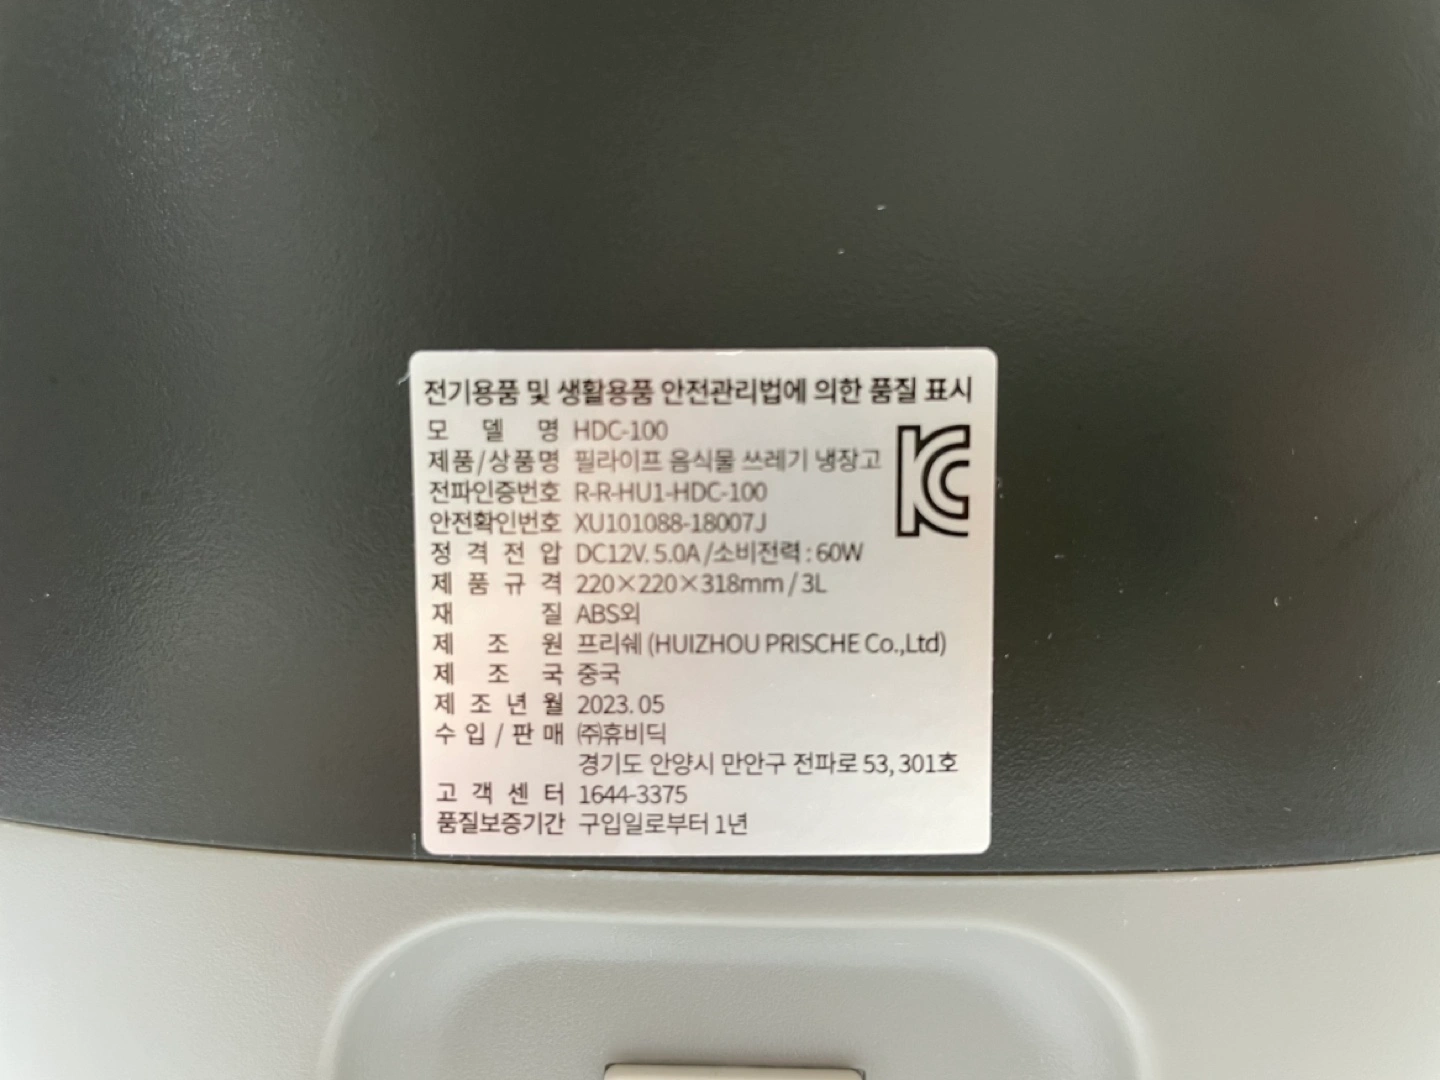 전기용품 및 생활용품 안전관리법에 의한 품질 표시
모 델 명 HDC-100
제품/상품명 필라이프 음식물 쓰레기 냉장고
전파인증번호 R-R-HU1-HDC-100
안전확인번호 XU101088-18007J
정 격 전 압 DC12V. 5.0A /소비전력 : 60W
제 품 규 격 220×220×318mm / 3L
재 질 ABS외
제 조 원 프리쉐 (HUIZHOU PRISCHE Co.,Ltd)
제 조 국 중국
제 조 년 월 2023. 05
수 입 / 판 매 ㈜휴비딕
경기도 안양시 만안구 전파로 53, 301호
고 객 센 터 1644-3375
품질보증기간 구입일로부터 1년